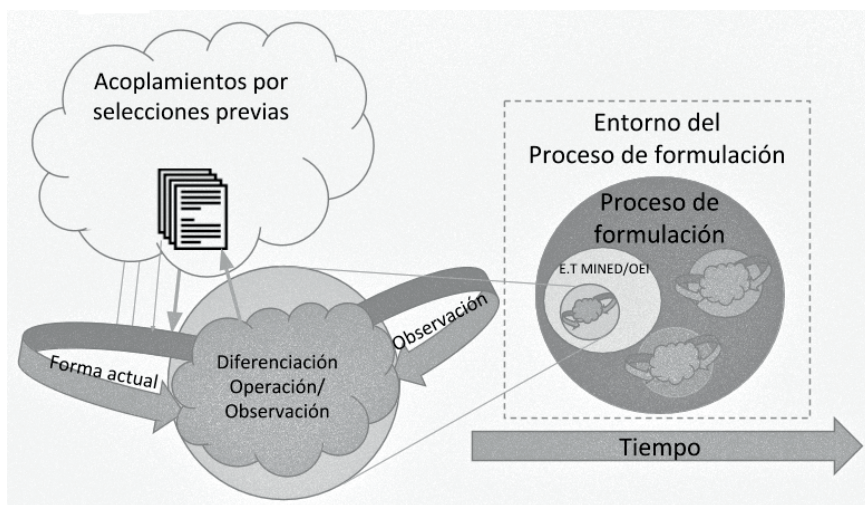 Acoplamientos por
selecciones previas
Forma actual
Diferenciación
Operación/
Observación
Observación
Entorno del
Proceso de formulación
Proceso de
formulación
E.T MINED/OEI
Tiempo